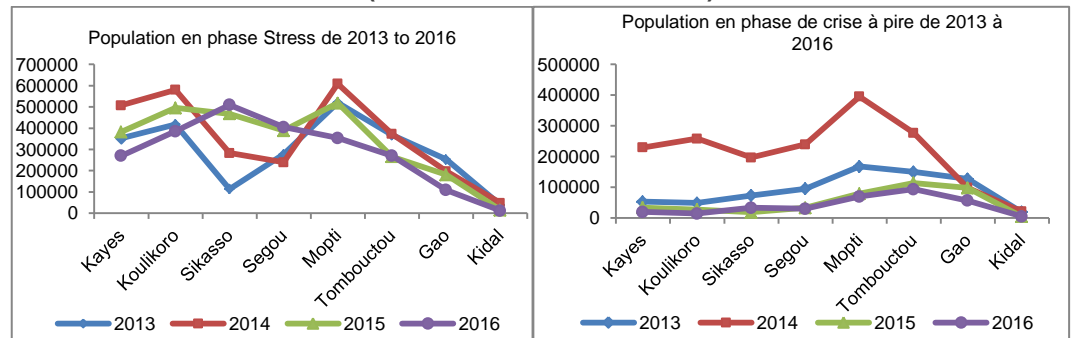 Population en phase Stress de 2013 to 2016
700000
600000
500000
400000
300000
200000
100000
0
Kayes
Koulikoro
Sikasso
Segou
Mopti
Tombouctou
Gao
Kidal
2013 2014 2015 2016
Population en phase de crise à pire de 2013 à
2016
500000
400000
300000
200000
100000
0
Kayes
Koulikoro
Sikasso
Segou
Mopti
Tombouctou
Gao
Kidal
2013 2014 2015 2016